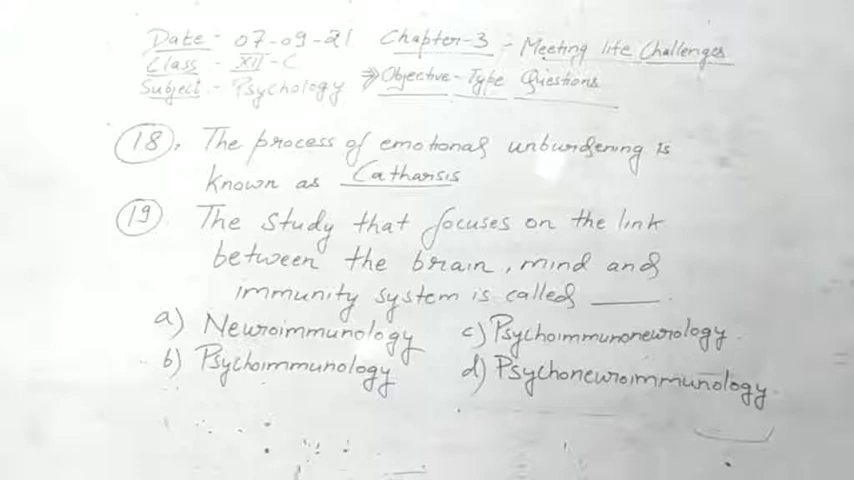 Date - 07-09-21 Chapter-3 - Meeting life Challenges
Class - XII - C
Subject - Psychology ⇒ Objective-Type Questions
18. The process of emotional unburdening is
known as Catharsis
19. The study that focuses on the link
between the brain, mind and
immunity system is called ______.
a) Neuroimmunology c) Psychoimmunoneurology.
b) Psychoimmunology d) Psychoneuroimmunology.